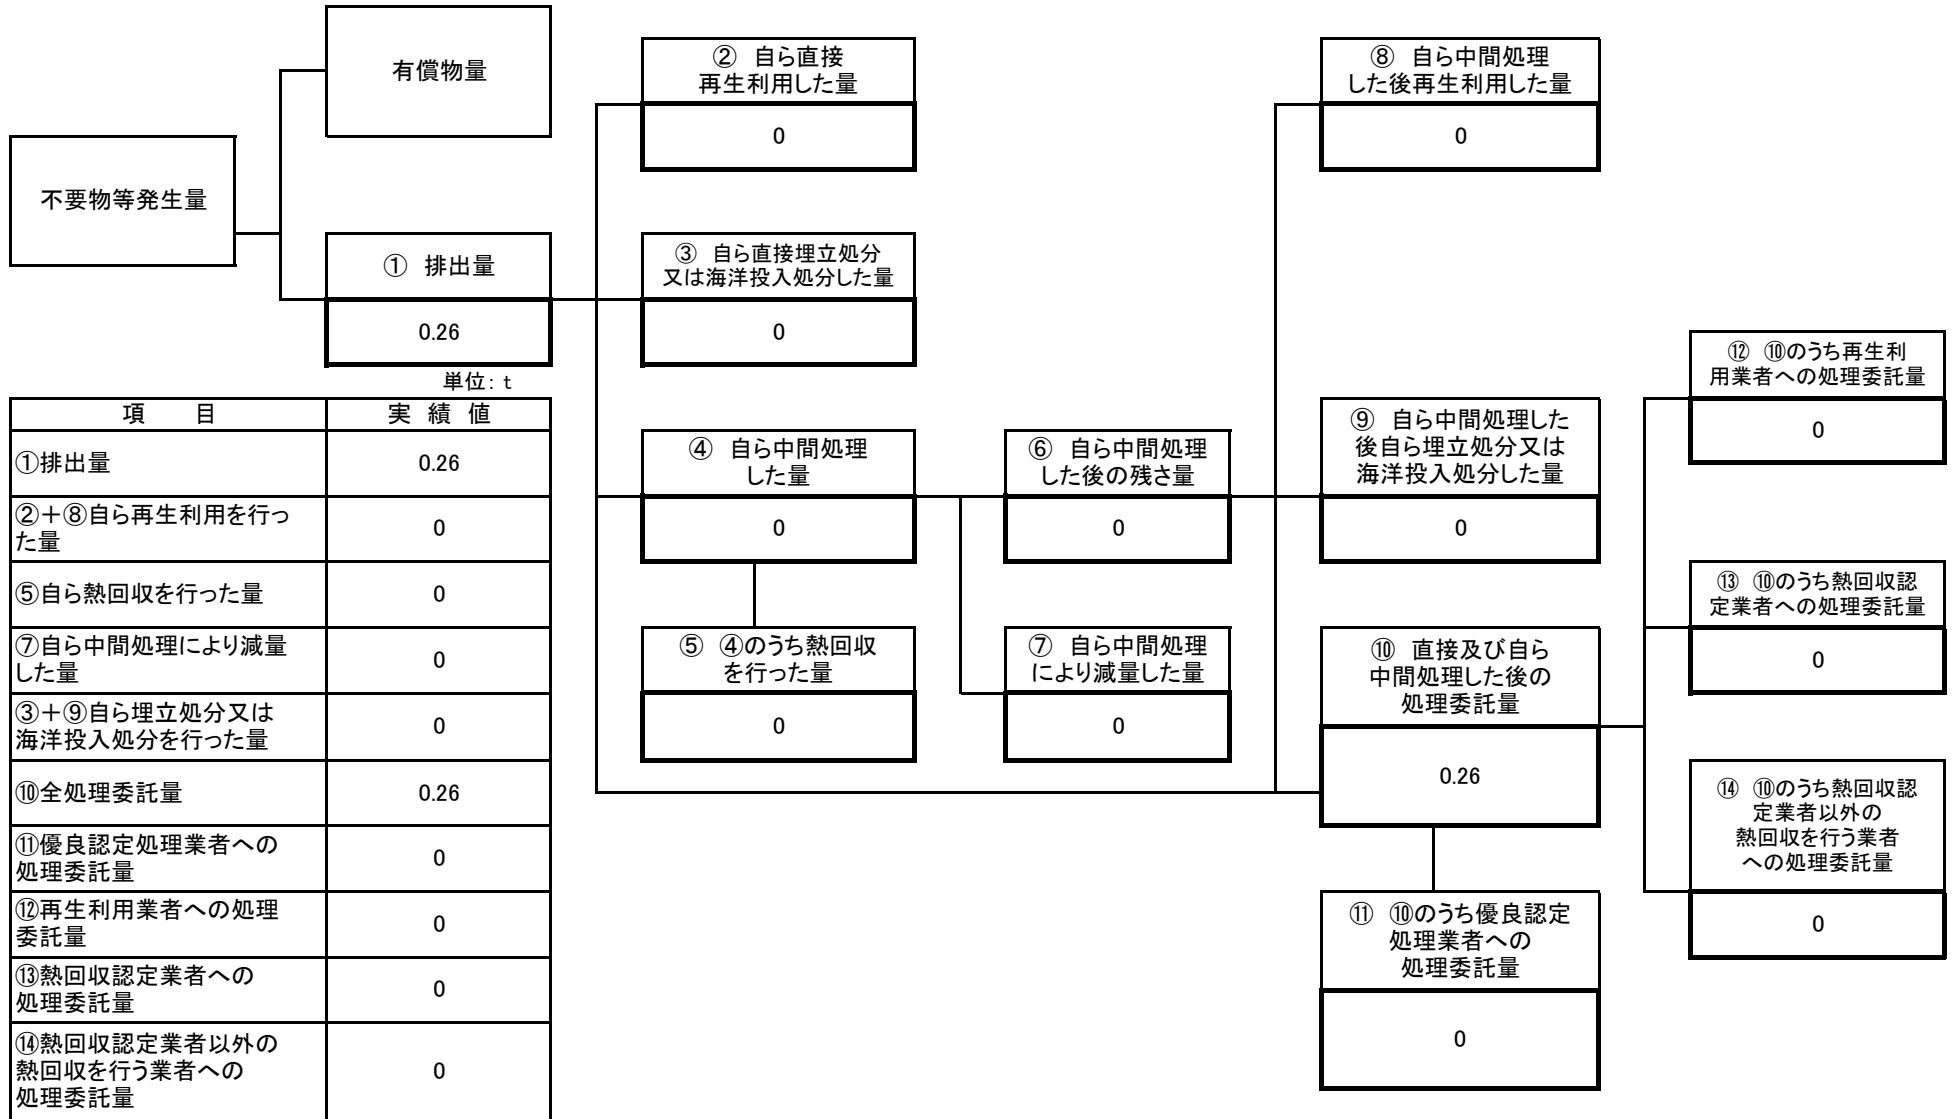 有償物量
不要物等発生量
① 排出量
0.26
② 自ら直接
再生利用した量
0
③ 自ら直接埋立処分
又は海洋投入処分した量
0
④ 自ら中間処理
した量
0
⑤ ④のうち熱回収
を行った量
0
⑥ 自ら中間処理
した後の残さ量
0
⑦ 自ら中間処理
により減量した量
0
⑧ 自ら中間処理
した後再生利用した量
0
⑨ 自ら中間処理した
後自ら埋立処分又は
海洋投入処分した量
0
⑩ 直接及び自ら
中間処理した後の
処理委託量
0.26
⑪ ⑩のうち優良認定
処理業者への
処理委託量
0
⑫ ⑩のうち再生利
用業者への処理委託量
0
⑬ ⑩のうち熱回収認
定業者への処理委託量
0
⑭ ⑩のうち熱回収認
定業者以外の
熱回収を行う業者
への処理委託量
0
単位：t
項 目 実 績 値
①排出量 0.26
②＋⑧自ら再生利用を行っ
た量 0
⑤自ら熱回収を行った量 0
⑦自ら中間処理により減量
した量 0
③＋⑨自ら埋立処分又は
海洋投入処分を行った量 0
⑩全処理委託量 0.26
⑪優良認定処理業者への
処理委託量 0
⑫再生利用業者への処理
委託量 0
⑬熱回収認定業者への
処理委託量 0
⑭熱回収認定業者以外の
熱回収を行う業者への
処理委託量 0